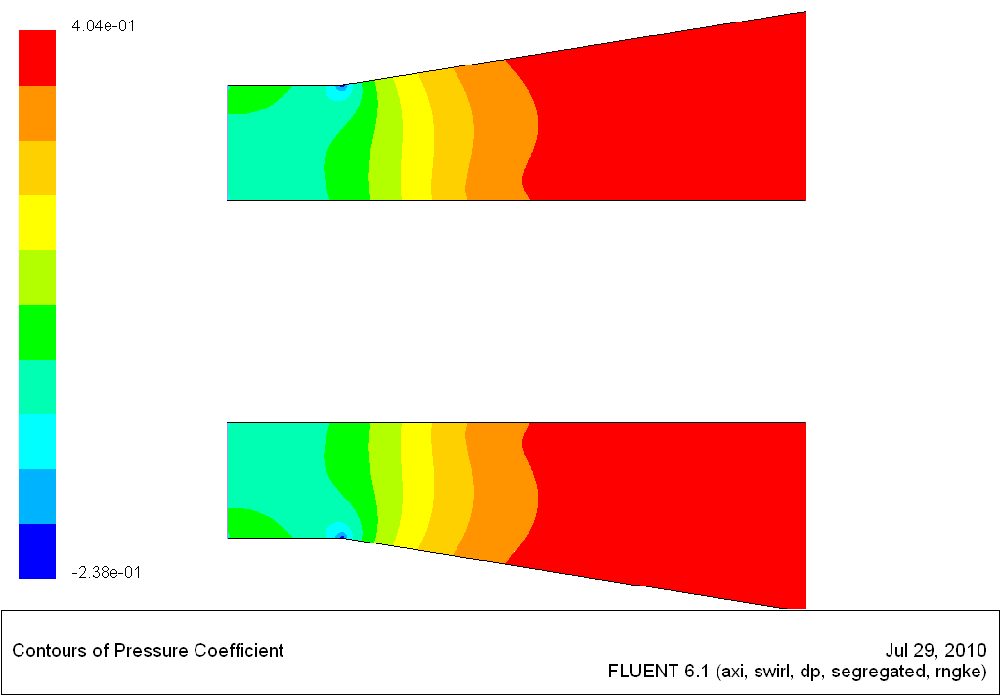 4.04e-01
-2.38e-01
Contours of Pressure Coefficient
Jul 29, 2010
FLUENT 6.1 (axi, swirl, dp, segregated, rngke)